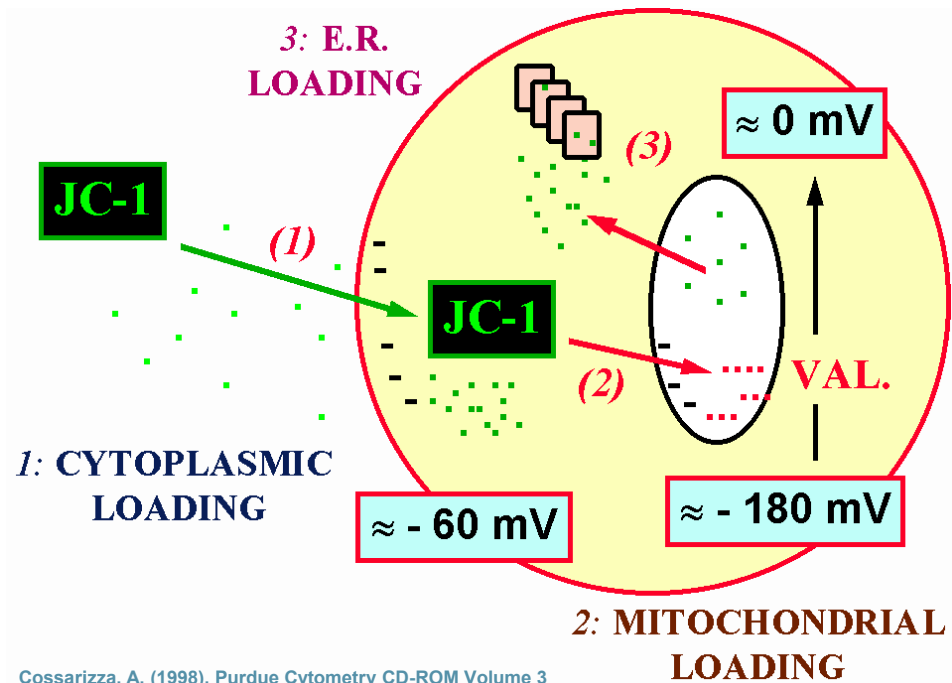 3: E.R.
LOADING
≈ 0 mV
(3)
JC-1
(1)
JC-1
(2)
VAL.
1: CYTOPLASMIC
LOADING
≈ - 60 mV
≈ - 180 mV
2: MITOCHONDRIAL
LOADING
Cossarizza, A. (1998), Purdue Cytometry CD-ROM Volume 3